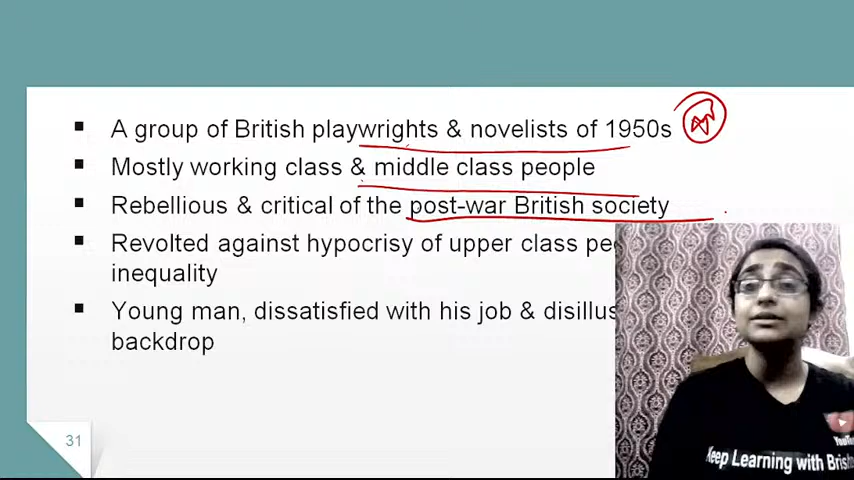 A group of British playwrights & novelists of 1950s
Mostly working class & middle class people
Rebellious & critical of the post-war British society
Revolted against hypocrisy of upper class
inequality
Young man, dissatisfied with his job &
backdrop
31
Keep Learning with